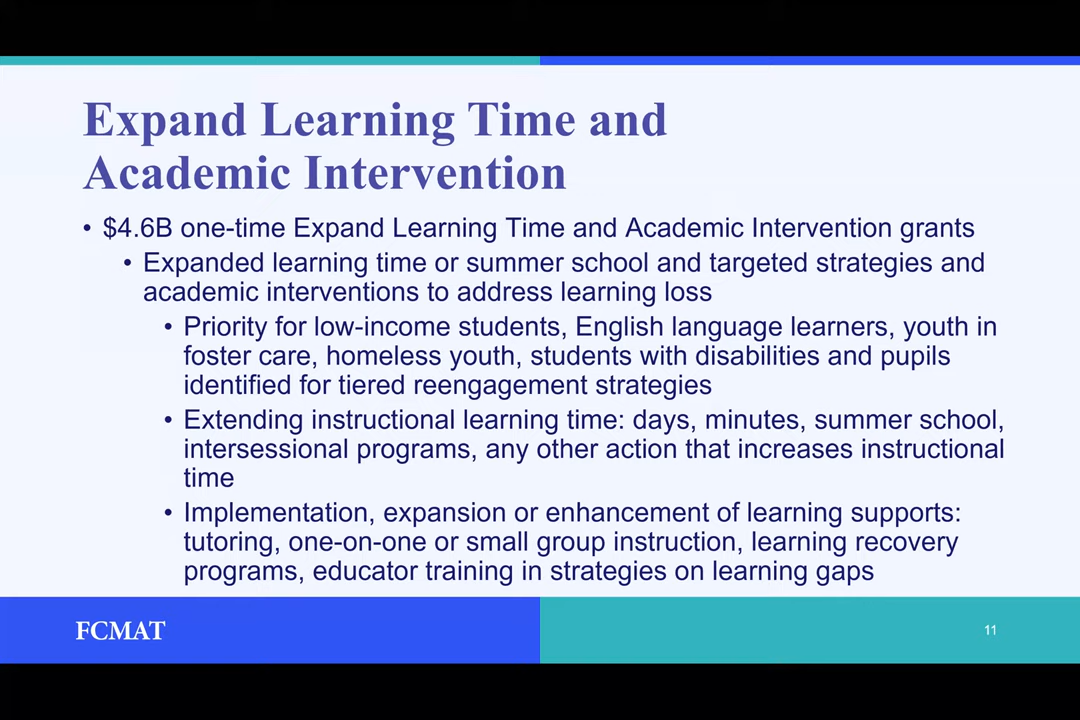 Expand Learning Time and
Academic Intervention
• $4.6B one-time Expand Learning Time and Academic Intervention grants
• Expanded learning time or summer school and targeted strategies and
academic interventions to address learning loss
• Priority for low-income students, English language learners, youth in
foster care, homeless youth, students with disabilities and pupils
identified for tiered reengagement strategies
• Extending instructional learning time: days, minutes, summer school,
intersessional programs, any other action that increases instructional
time
• Implementation, expansion or enhancement of learning supports:
tutoring, one-on-one or small group instruction, learning recovery
programs, educator training in strategies on learning gaps
FCMAT
11